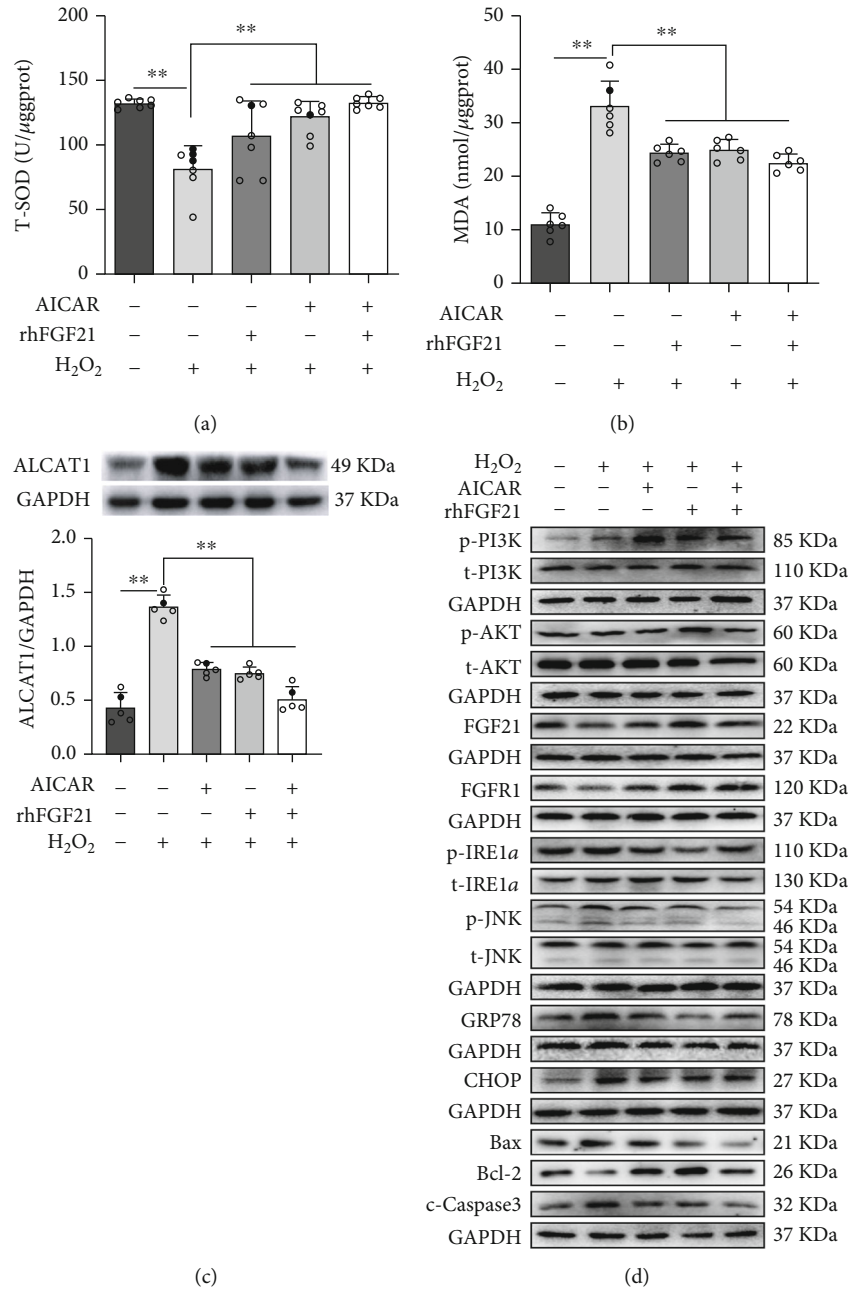 200
150
100
50
0
T-SOD (U/μggprot)
**
**
AICAR − − − + +
rhFGF21 − − + − +
H2O2 − + + + +
(a)
50
40
30
20
10
0
MDA (nmol/μggprot)
**
**
AICAR − − − + +
rhFGF21 − − + − +
H2O2 − + + + +
(b)
ALCAT1 49 KDa
GAPDH 37 KDa
2.0
1.5
1.0
0.5
0.0
ALCAT1/GAPDH
**
**
AICAR − − + − +
rhFGF21 − − − + +
H2O2 − + + + +
(c)
H2O2 − + + + +
AICAR − − + − +
rhFGF21 − − − + +
p-PI3K 85 KDa
t-PI3K 110 KDa
GAPDH 37 KDa
p-AKT 60 KDa
t-AKT 60 KDa
GAPDH 37 KDa
FGF21 22 KDa
GAPDH 37 KDa
FGFR1 120 KDa
GAPDH 37 KDa
p-IRE1a 110 KDa
t-IRE1a 130 KDa
p-JNK 54 KDa
46 KDa
t-JNK 54 KDa
46 KDa
GAPDH 37 KDa
GRP78 78 KDa
GAPDH 37 KDa
CHOP 27 KDa
GAPDH 37 KDa
Bax 21 KDa
Bcl-2 26 KDa
c-Caspase3 32 KDa
GAPDH 37 KDa
(d)